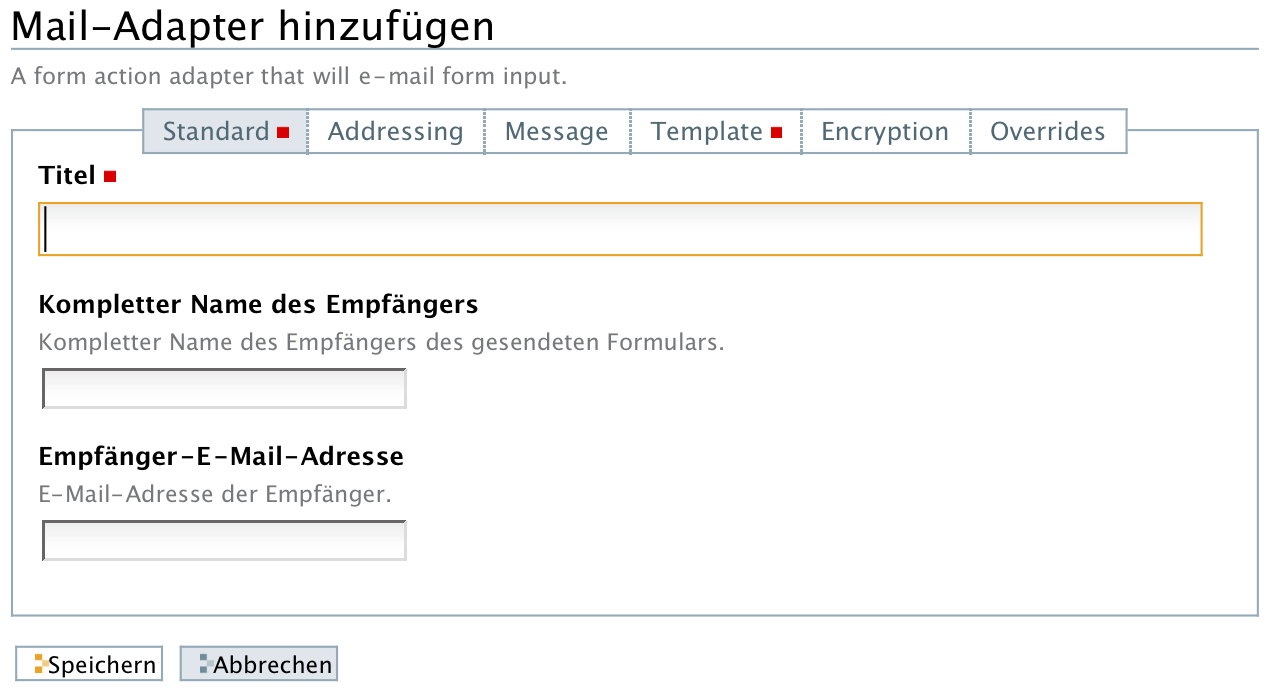 Mail-Adapter hinzufügen
A form action adapter that will e-mail form input.
Standard Addressing Message Template Encryption Overrides
Titel
Kompletter Name des Empfängers
Kompletter Name des Empfängers des gesendeten Formulars.
Empfänger-E-Mail-Adresse
E-Mail-Adresse der Empfänger.
Speichern Abbrechen